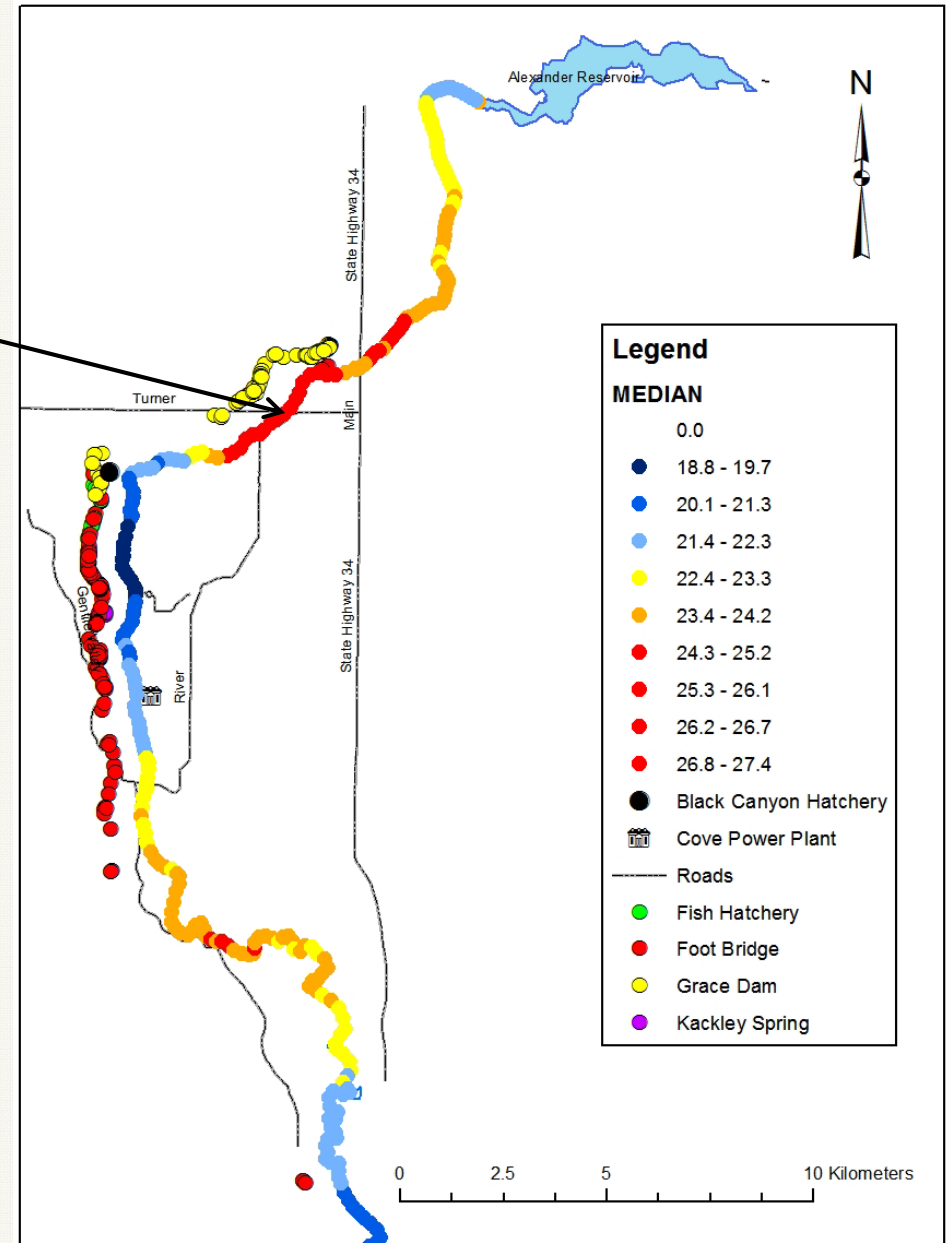 Alexander Reservoir
N
State Highway 34
Turner
Main
State Highway 34
River
Legend
MEDIAN
0.0
18.8 - 19.7
20.1 - 21.3
21.4 - 22.3
22.4 - 23.3
23.4 - 24.2
24.3 - 25.2
25.3 - 26.1
26.2 - 26.7
26.8 - 27.4
Black Canyon Hatchery
Cove Power Plant
Roads
Fish Hatchery
Foot Bridge
Grace Dam
Kackley Spring
0 2.5 5 10 Kilometers